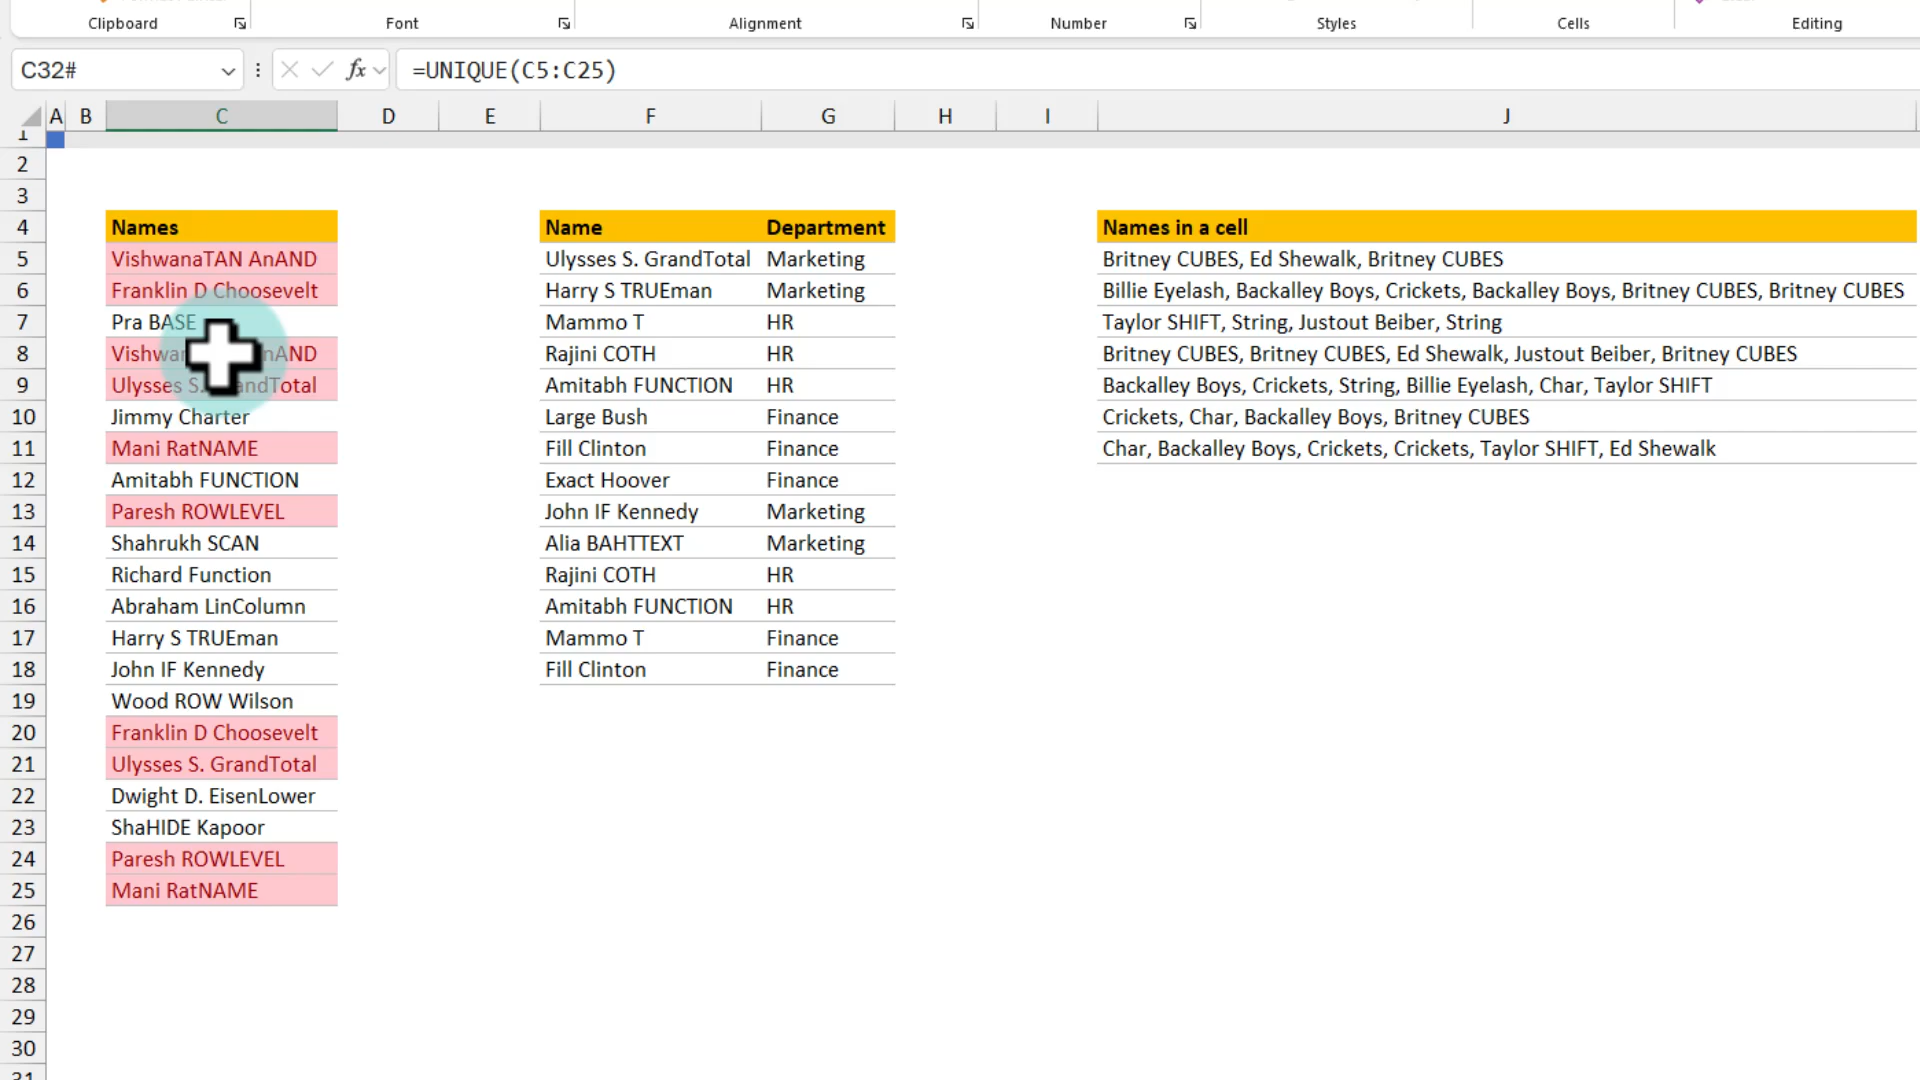 Clipboard Font Alignment Number Styles Cells Editing
C32# fx =UNIQUE(C5:C25)
A B C D E F G H I J
1
2
3
4 Names Name Department Names in a cell
5 VishwanaTAN AnAND Ulysses S. GrandTotal Marketing Britney CUBES, Ed Shewalk, Britney CUBES
6 Franklin D Choosevelt Harry S TRUEman Marketing Billie Eyelash, Backalley Boys, Crickets, Backalley Boys, Britney CUBES, Britney CUBES
7 Pra BASE Mammo T HR Taylor SHIFT, String, Justout Beiber, String
8 Rajini COTH HR Britney CUBES, Britney CUBES, Ed Shewalk, Justout Beiber, Britney CUBES
9 Ulysses S. Amitabh FUNCTION HR Backalley Boys, Crickets, String, Billie Eyelash, Char, Taylor SHIFT
10 Jimmy Charter Large Bush Finance Crickets, Char, Backalley Boys, Britney CUBES
11 Mani RatNAME Fill Clinton Finance Char, Backalley Boys, Crickets, Crickets, Taylor SHIFT, Ed Shewalk
12 Amitabh FUNCTION Exact Hoover Finance
13 Paresh ROWLEVEL John IF Kennedy Marketing
14 Shahrukh SCAN Alia BAHTTEXT Marketing
15 Richard Function Rajini COTH HR
16 Abraham LinColumn Amitabh FUNCTION HR
17 Harry S TRUEman Mammo T Finance
18 John IF Kennedy Fill Clinton Finance
19 Wood ROW Wilson
20 Franklin D Choosevelt
21 Ulysses S. GrandTotal
22 Dwight D. EisenLower
23 ShaHIDE Kapoor
24 Paresh ROWLEVEL
25 Mani RatNAME
26
27
28
29
30
31